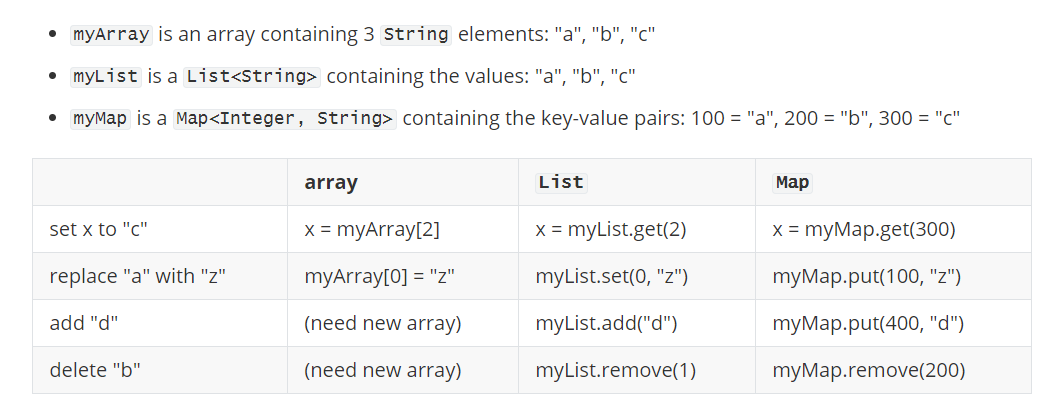 myArray is an array containing 3 String elements: "a", "b", "c"
myList is a List<String> containing the values: "a", "b", "c"
myMap is a Map<Integer, String> containing the key-value pairs: 100 = "a", 200 = "b", 300 = "c"
array List Map
set x to "c" x = myArray[2] x = myList.get(2) x = myMap.get(300)
replace "a" with "z" myArray[0] = "z" myList.set(0, "z") myMap.put(100, "z")
add "d" (need new array) myList.add("d") myMap.put(400, "d")
delete "b" (need new array) myList.remove(1) myMap.remove(200)